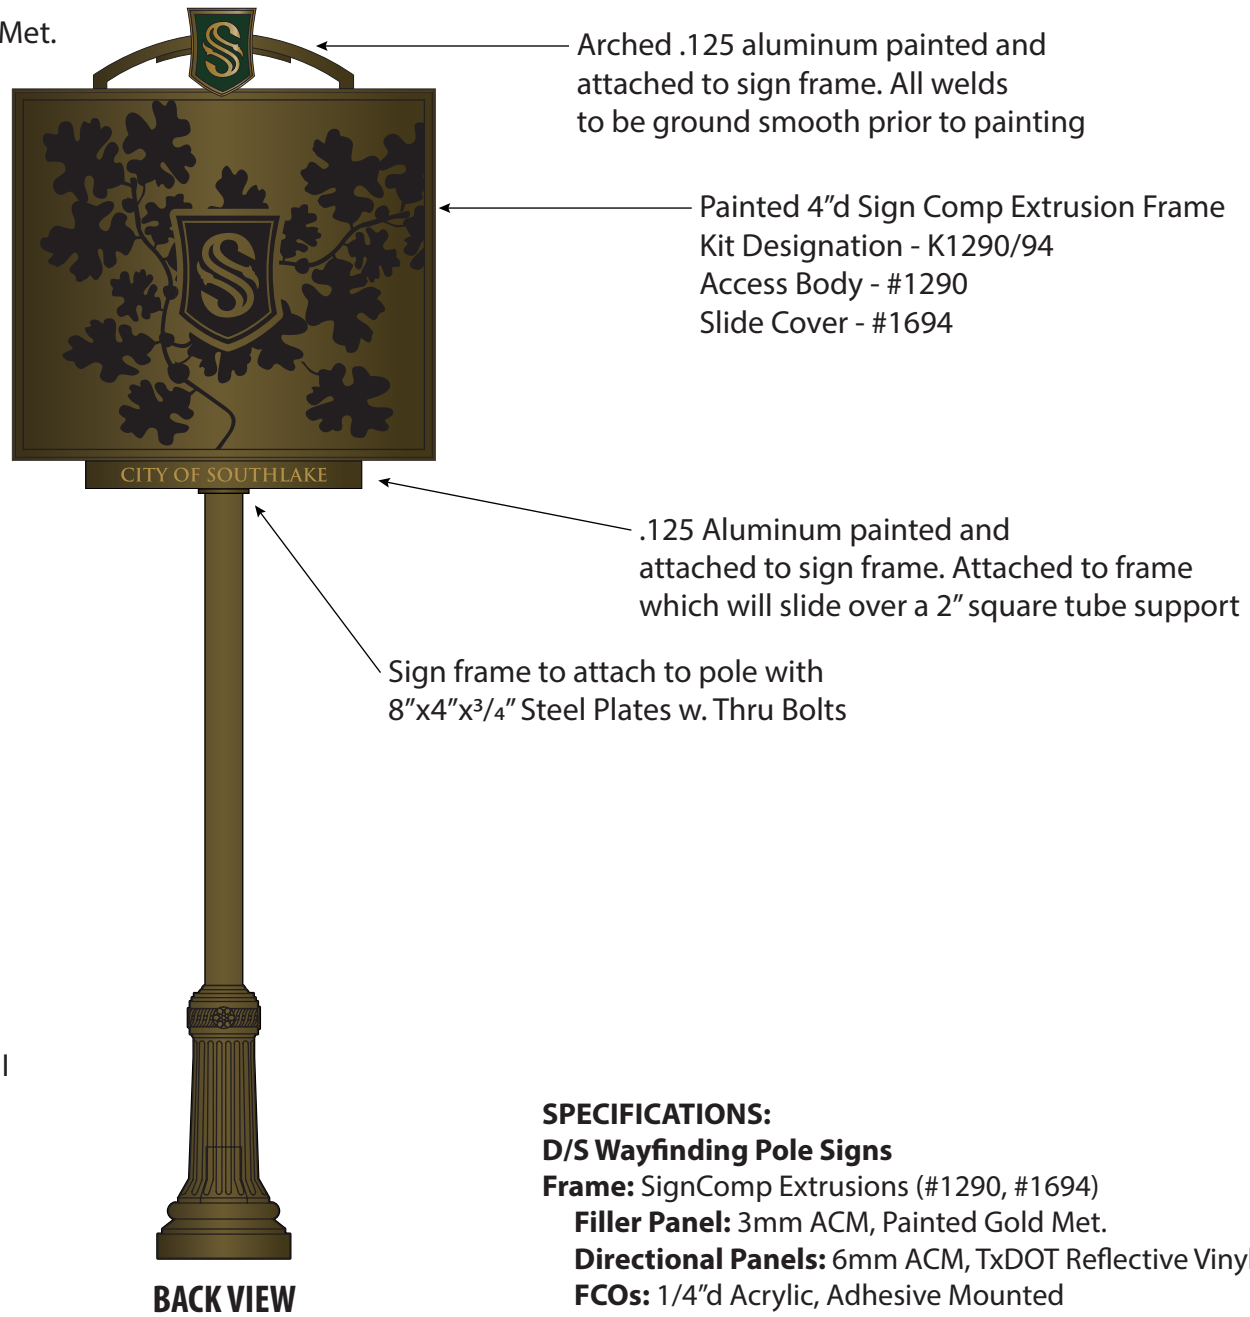 Met.
Arched .125 aluminum painted and
attached to sign frame. All welds
to be ground smooth prior to painting
Painted 4”d Sign Comp Extrusion Frame
Kit Designation - K1290/94
Access Body - #1290
Slide Cover - #1694
S
S
CITY OF SOUTHLAKE
.125 Aluminum painted and
attached to sign frame. Attached to frame
which will slide over a 2” square tube support
Sign frame to attach to pole with
8”x4”x³/₄” Steel Plates w. Thru Bolts
l
BACK VIEW
SPECIFICATIONS:
D/S Wayfinding Pole Signs
Frame: SignComp Extrusions (#1290, #1694)
Filler Panel: 3mm ACM, Painted Gold Met.
Directional Panels: 6mm ACM, TxDOT Reflective Vinyl
FCOs: 1/4”d Acrylic, Adhesive Mounted